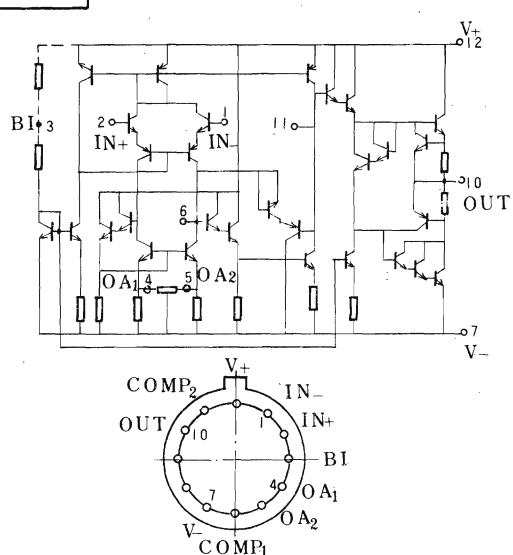 V+
12
BI 3
2
1
IN+
IN
11
10
OUT
6
OA₁
4
5
OA₂
7
V-
V+
COMP₂
IN-
OUT
IN+
10
1
BI
4
OA₁
7
OA₂
V-
COMP₁